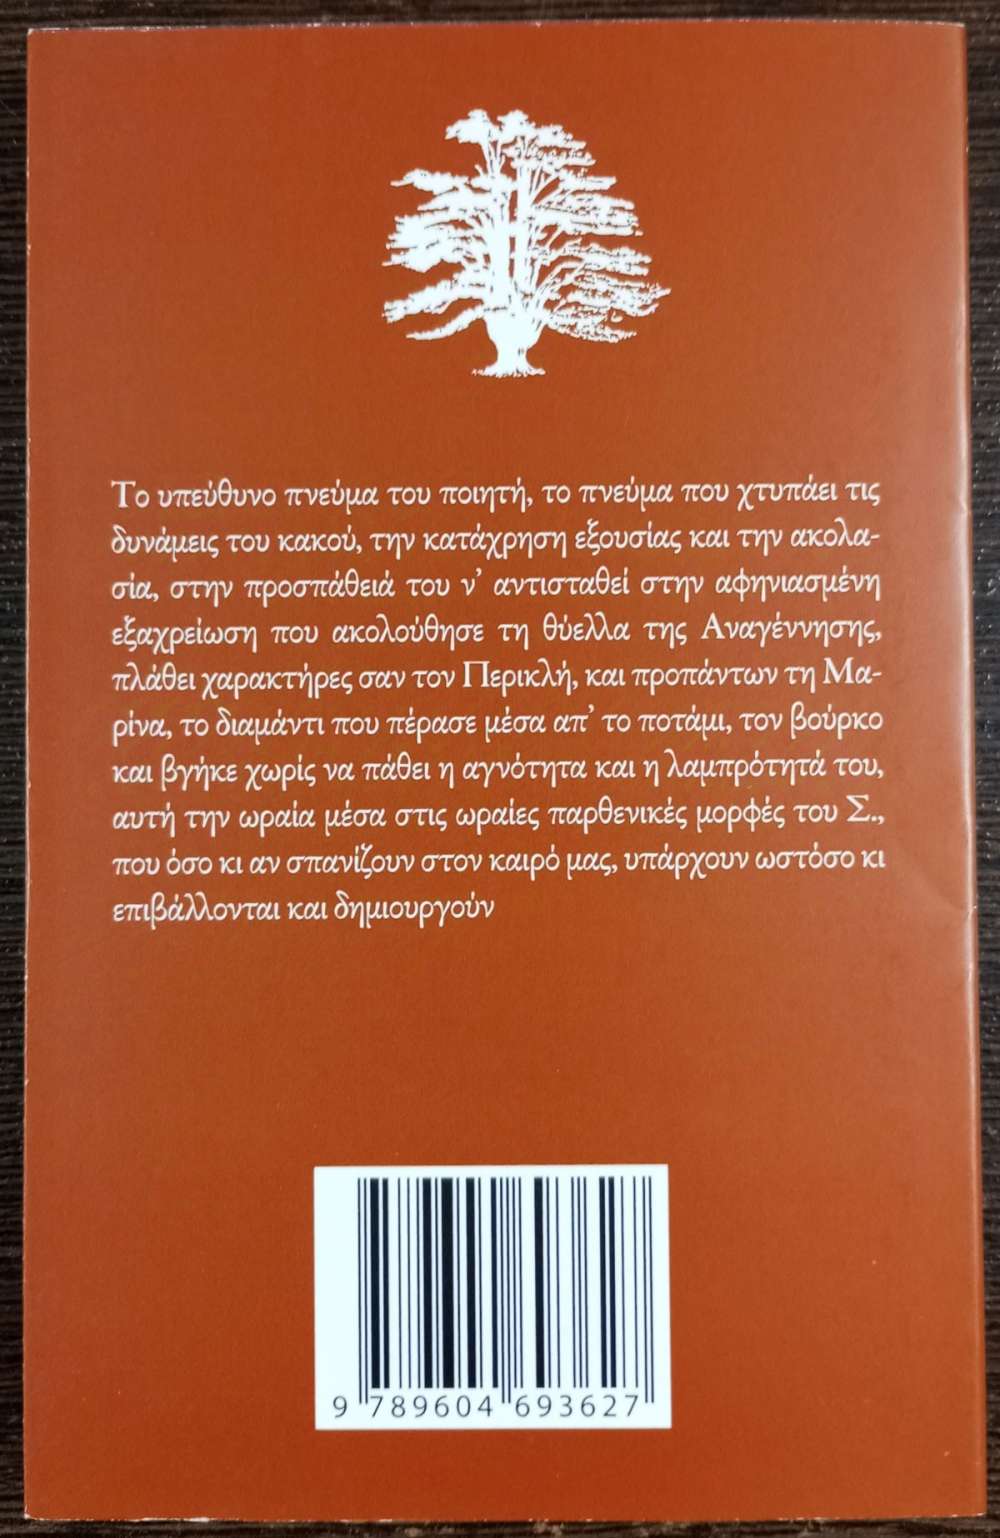 Το υπεύθυνο πνεύμα του ποιητή, το πνεύμα που χτυπάει τις
δυνάμεις του κακού, την κατάχρηση εξουσίας και την ακολα-
σία, στην προσπάθειά του ν' αντισταθεί στην αφηνιασμένη
εξαχρείωση που ακολούθησε τη θύελλα της Αναγέννησης,
πλάθει χαρακτήρες σαν τον Περικλή, και προπάντων τη Μα-
ρίνα, το διαμάντι που πέρασε μέσα απ' το ποτάμι, τον βούρκο
και βγήκε χωρίς να πάθει η αγνότητα και η λαμπρότητά του,
αυτή την ωραία μέσα στις ωραίες παρθενικές μορφές του Σ.,
που όσο κι αν σπανίζουν στον καιρό μας, υπάρχουν ωστόσο κι
επιβάλλονται και δημιουργούν
9 789604 693627